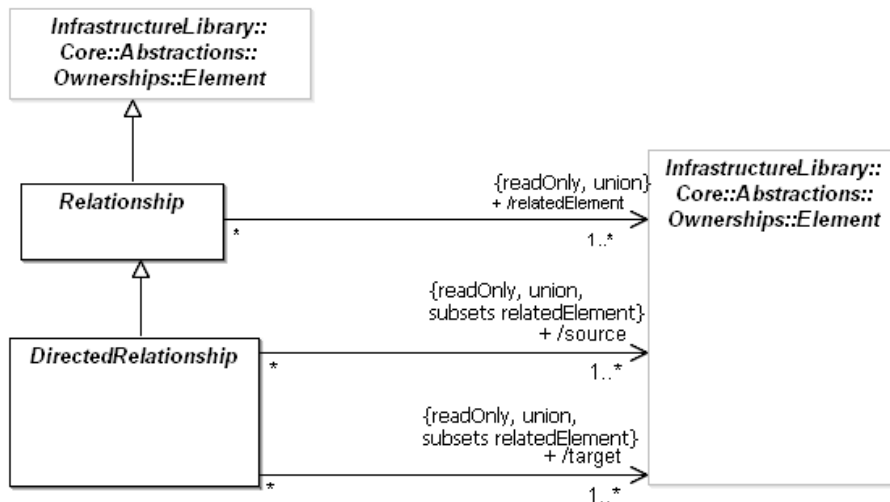 InfrastructureLibrary::
Core::Abstractions::
Ownerships::Element
Relationship
{readOnly, union}
+ /relatedElement
*
1..*
InfrastructureLibrary::
Core::Abstractions::
Ownerships::Element
DirectedRelationship
{readOnly, union,
subsets relatedElement}
+ /source
*
1..*
{readOnly, union,
subsets relatedElement}
+ /target
*
1..*